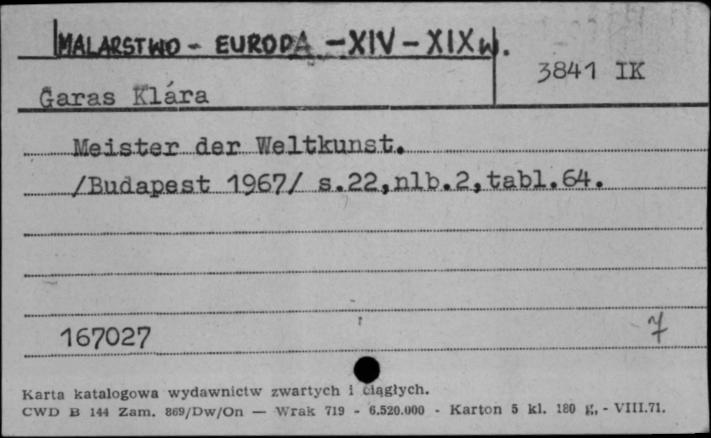 MALARSTWO - EUROPA - XIV - XIX w.
3841 IK
Garas Klára
Meister der Weltkunst.
/Budapest 1967/ s.22,nlb.2,tabl.64.
167027
7
Karta katalogowa wydawnictw zwartych i ciągłych.
CWD B 144 Zam. 869/Dw/On — Wrak 719 - 6.520.000 - Karton 5 kl. 180 g, - VIII.71.